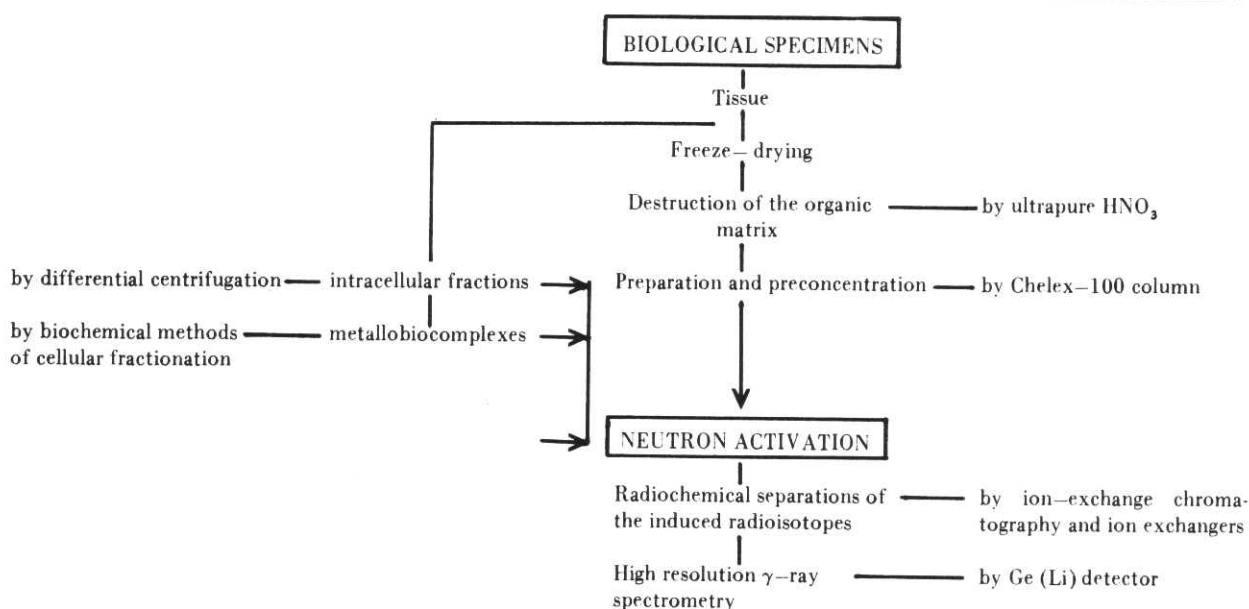 BIOLOGICAL SPECIMENS
Tissue
Freeze– drying
Destruction of the organic
matrix
by ultrapure HNO₃
by differential centrifugation
intracellular fractions
Preparation and preconcentration
by Chelex–100 column
by biochemical methods
of cellular fractionation
metallobiocomplexes
NEUTRON ACTIVATION
Radiochemical separations of
the induced radioisotopes
by ion–exchange chroma-
tography and ion exchangers
High resolution γ–ray
spectrometry
by Ge (Li) detector